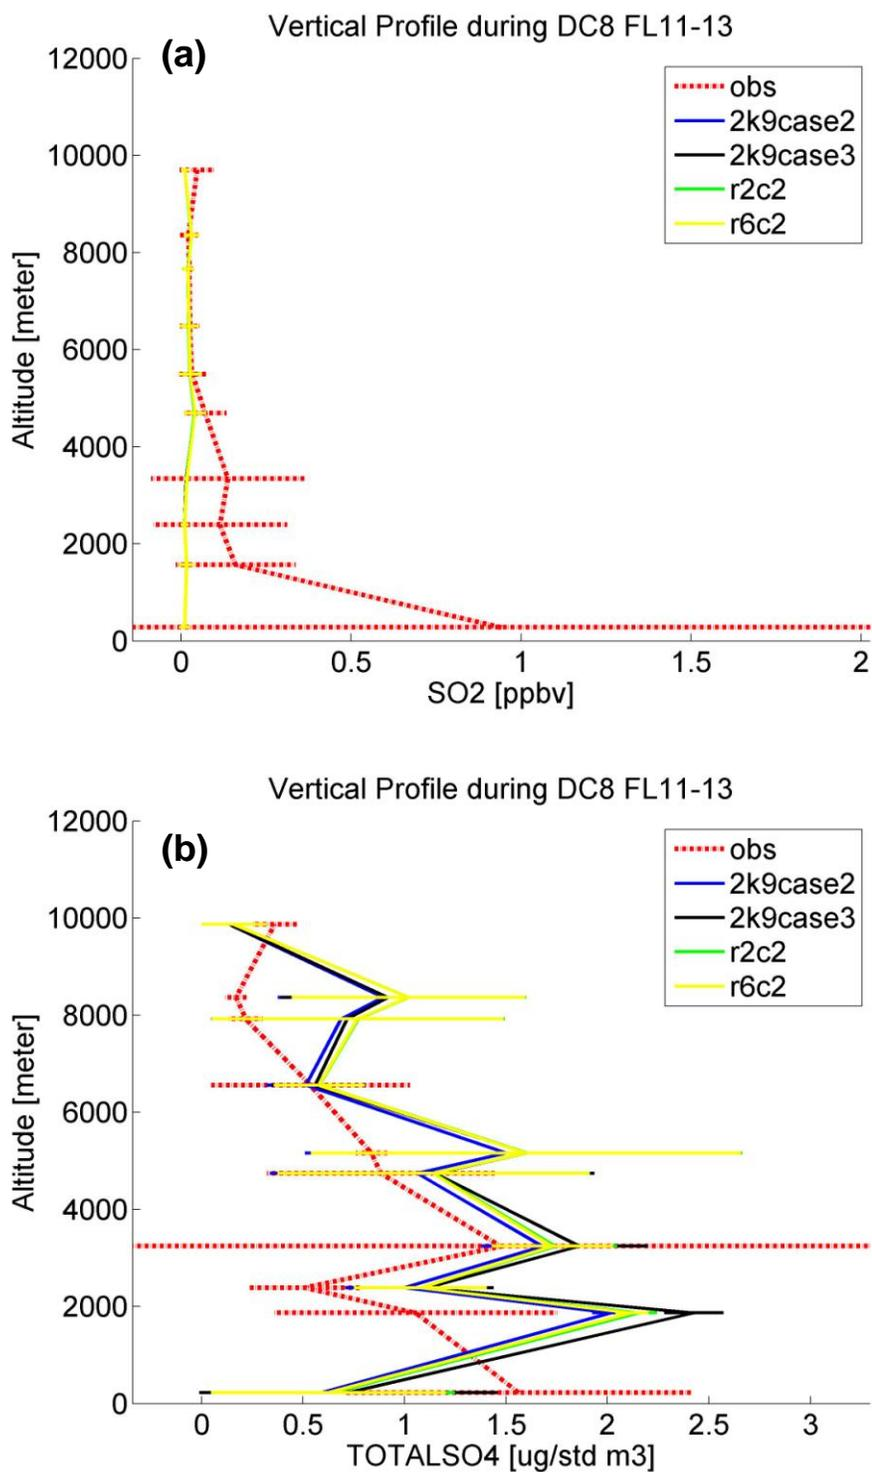 Vertical Profile during DC8 FL11-13
(a)
12000
10000
8000
6000
4000
2000
0
Altitude [meter]
obs
2k9case2
2k9case3
r2c2
r6c2
0 0.5 1 1.5 2
SO2 [ppbv]
Vertical Profile during DC8 FL11-13
(b)
12000
10000
8000
6000
4000
2000
0
Altitude [meter]
obs
2k9case2
2k9case3
r2c2
r6c2
0 0.5 1 1.5 2 2.5 3
TOTALSO4 [ug/std m3]